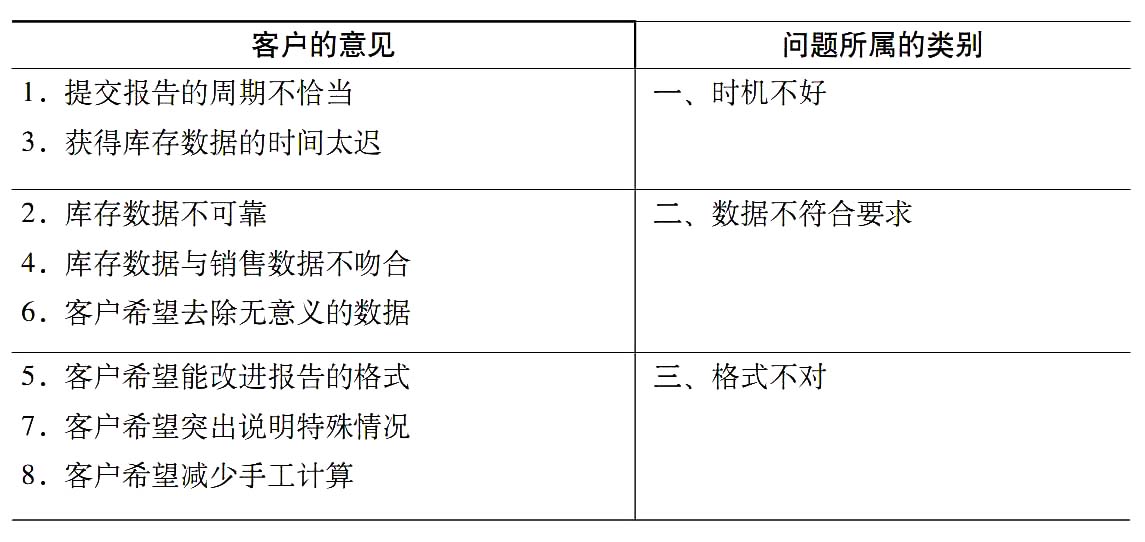 客户的意见 问题所属的类别
1．提交报告的周期不恰当 一、时机不好
3．获得库存数据的时间太迟
2．库存数据不可靠 二、数据不符合要求
4．库存数据与销售数据不吻合
6．客户希望去除无意义的数据
5．客户希望能改进报告的格式 三、格式不对
7．客户希望突出说明特殊情况
8．客户希望减少手工计算